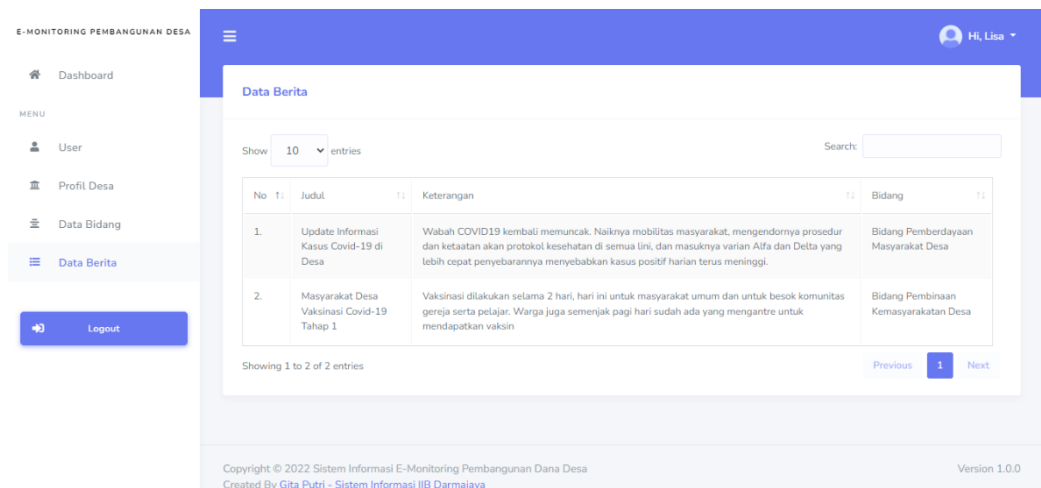 E-MONITORING PEMBANGUNAN DESA
Hi, Lisa
Dashboard
MENU
User
Profil Desa
Data Bidang
Data Berita
Logout
Data Berita
Show 10 entries
Search:
No Judul Keterangan Bidang
1. Update Informasi Wabah COVID19 kembali memuncak. Naiknya mobilitas masyarakat, mengendornya prosedur Bidang Pemberdayaan
Kasus Covid-19 di dan ketaatan akan protokol kesehatan di semua lini, dan masuknya varian Alfa dan Delta yang Masyarakat Desa
Desa lebih cepat penyebarannya menyebabkan kasus positif harian terus meninggi.
2. Masyarakat Desa Vaksinasi dilakukan selama 2 hari, hari ini untuk masyarakat umum dan untuk besok komunitas Bidang Pembinaan
Vaksinasi Covid-19 gereja serta pelajar. Warga juga semenjak pagi hari sudah ada yang mengantre untuk Kemasyarakatan Desa
Tahap 1 mendapatkan vaksin
Showing 1 to 2 of 2 entries
Previous 1 Next
Copyright © 2022 Sistem Informasi E-Monitoring Pembangunan Dana Desa
Version 1.0.0
Created By Gita Putri - Sistem Informasi IIB Darmajaya